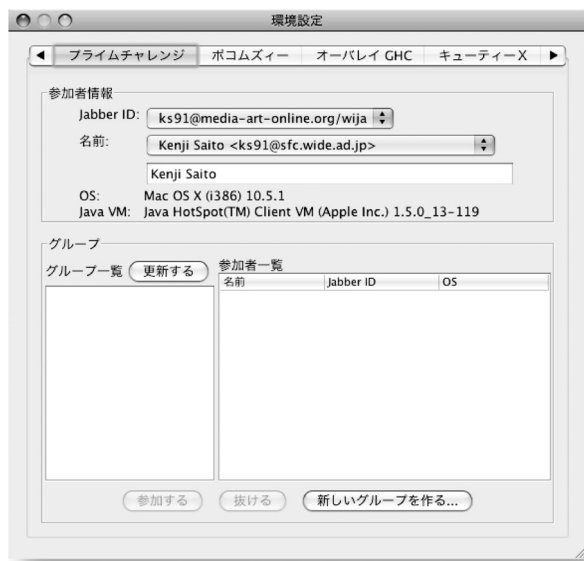 環境設定
プライムチャレンジ ポコムズィー オーバレイ GHC キューティーX
参加者情報
Jabber ID: ks91@media-art-online.org/wija
名前: Kenji Saito <ks91@sfc.wide.ad.jp>
Kenji Saito
OS: Mac OS X (i386) 10.5.1
Java VM: Java HotSpot(TM) Client VM (Apple Inc.) 1.5.0_13-119
グループ
グループ一覧 更新する 参加者一覧
名前 Jabber ID OS
参加する 抜ける 新しいグループを作る...